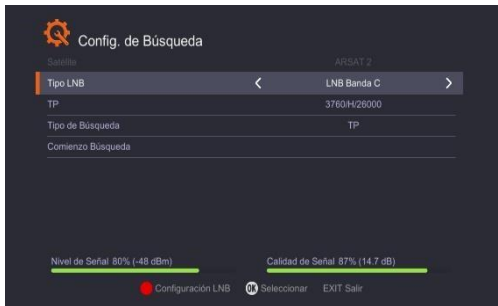 Config. de Búsqueda
Satélite ARSAT 2
Tipo LNB LNB Banda C
TP 3760/H/26000
Tipo de Búsqueda TP
Comienzo Búsqueda
Nivel de Señal 80% (-48 dBm) Calidad de Señal 87% (14.7 dB)
Configuración LNB OK Seleccionar EXIT Salir